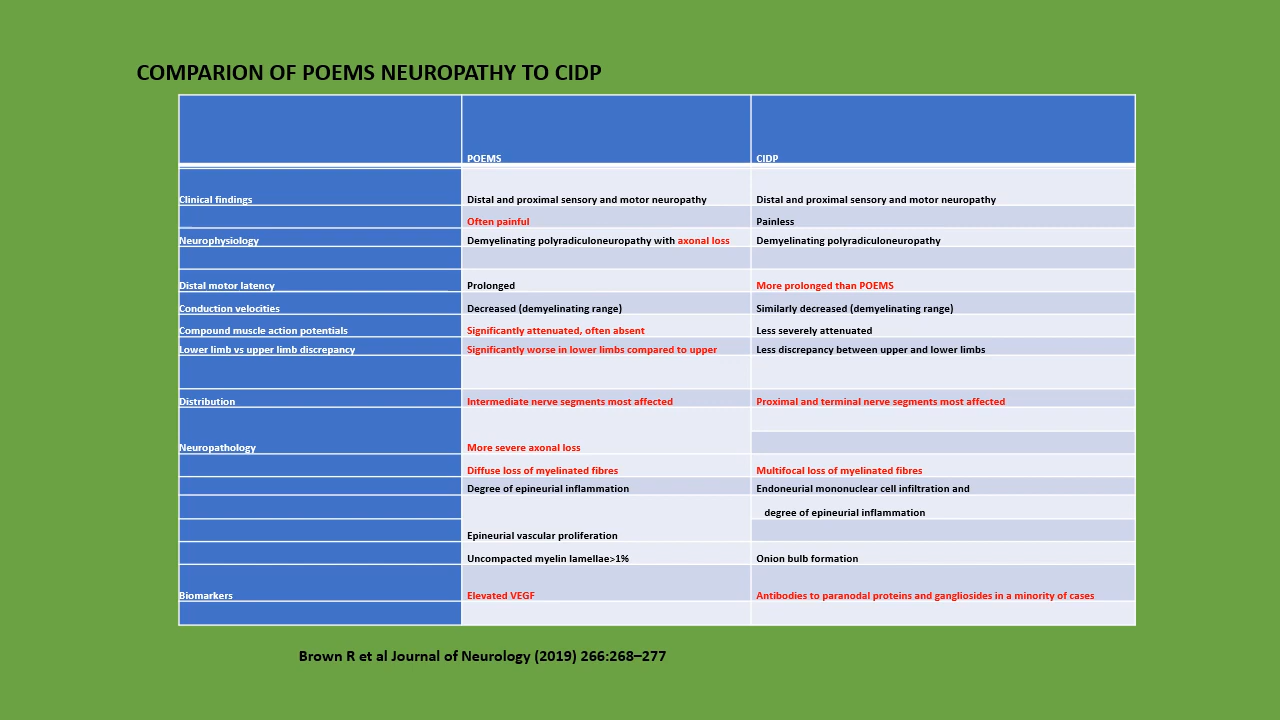 COMPARION OF POEMS NEUROPATHY TO CIDP
POEMS CIDP
Clinical findings Distal and proximal sensory and motor neuropathy Distal and proximal sensory and motor neuropathy
Often painful Painless
Neurophysiology Demyelinating polyradiculoneuropathy with axonal loss Demyelinating polyradiculoneuropathy
Distal motor latency Prolonged More prolonged than POEMS
Conduction velocities Decreased (demyelinating range) Similarly decreased (demyelinating range)
Compound muscle action potentials Significantly attenuated, often absent Less severely attenuated
Lower limb vs upper limb discrepancy Significantly worse in lower limbs compared to upper Less discrepancy between upper and lower limbs
Distribution Intermediate nerve segments most affected Proximal and terminal nerve segments most affected
Neuropathology More severe axonal loss
Diffuse loss of myelinated fibres Multifocal loss of myelinated fibres
Degree of epineurial inflammation Endoneurial mononuclear cell infiltration and
degree of epineurial inflammation
Epineurial vascular proliferation
Uncompacted myelin lamellae>1% Onion bulb formation
Biomarkers Elevated VEGF Antibodies to paranodal proteins and gangliosides in a minority of cases
Brown R et al Journal of Neurology (2019) 266:268–277